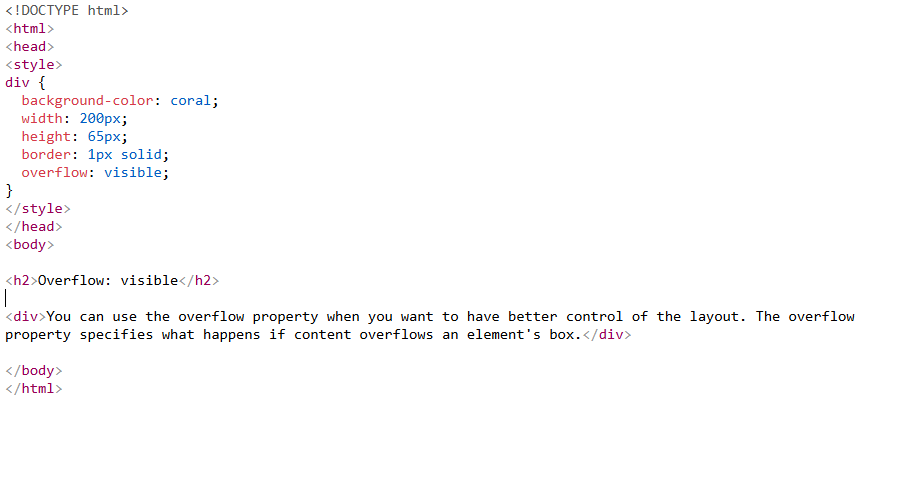 <!DOCTYPE html>
<html>
<head>
<style>
div {
  background-color: coral;
  width: 200px;
  height: 65px;
  border: 1px solid;
  overflow: visible;
}
</style>
</head>
<body>

<h2>Overflow: visible</h2>

<div>You can use the overflow property when you want to have better control of the layout. The overflow
property specifies what happens if content overflows an element's box.</div>

</body>
</html>